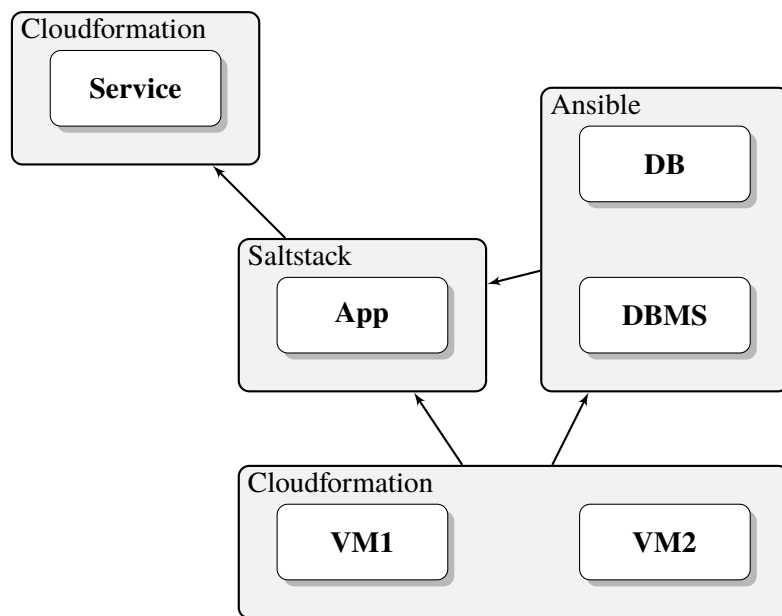 Cloudformation
Service
Ansible
DB
Saltstack
App
DBMS
Cloudformation
VM1
VM2